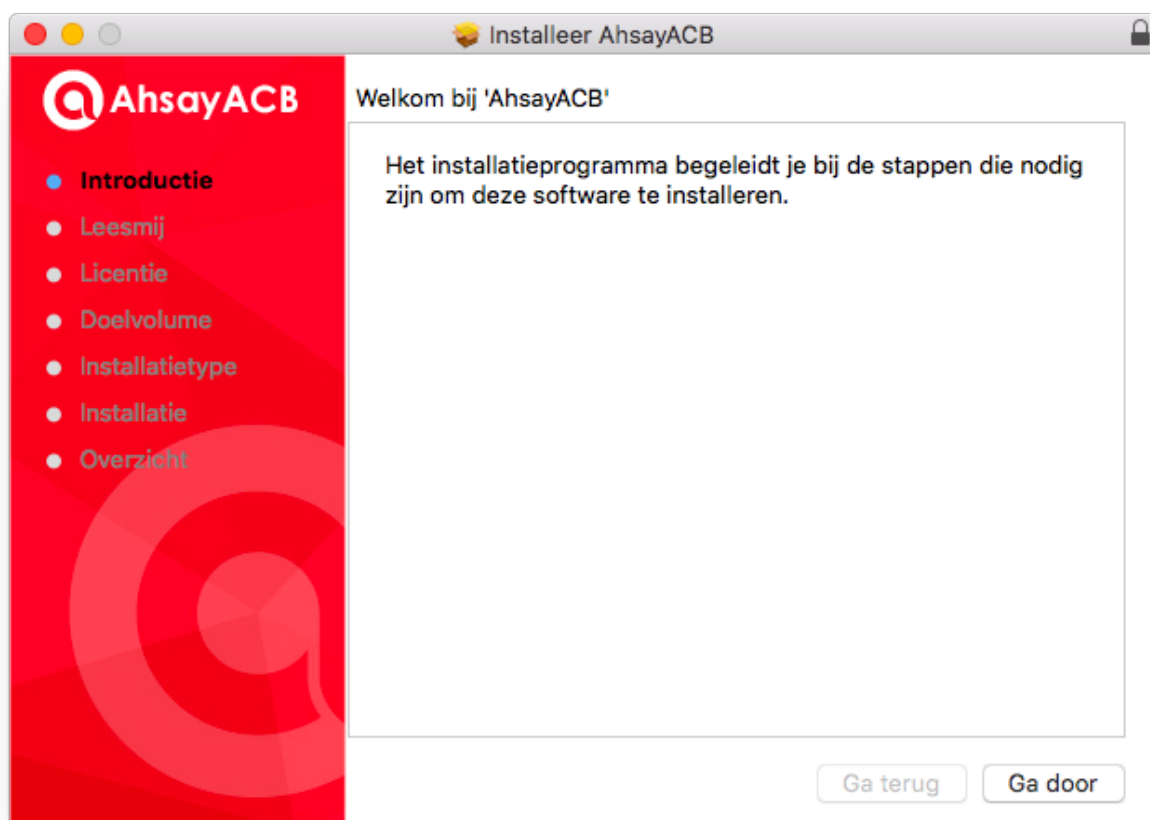 Installeer AhsayACB
AhsayACB
Welkom bij 'AhsayACB'
Introductie
Leesmij
Licentie
Doelvolume
Installatietype
Installatie
Overzicht
Het installatieprogramma begeleidt je bij de stappen die nodig
zijn om deze software te installeren.
Ga terug
Ga door